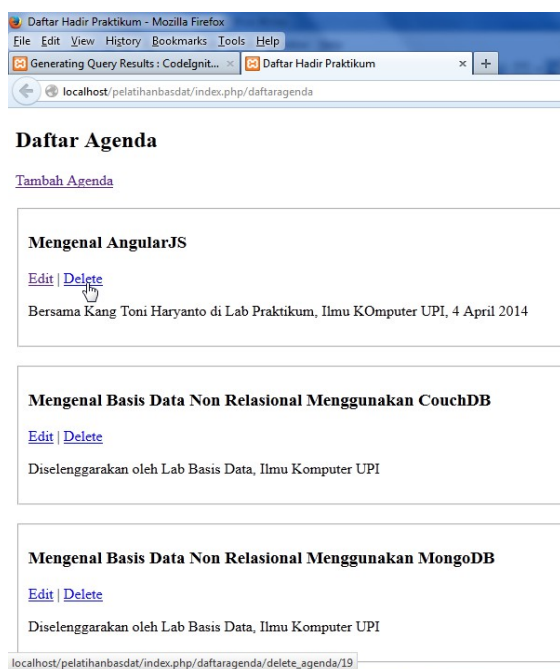 Daftar Hadir Praktikum - Mozilla Firefox
File Edit View History Bookmarks Tools Help
Generating Query Results : CodeIgnit... × Daftar Hadir Praktikum × +
localhost/pelatihanbasdat/index.php/daftaragenda
Daftar Agenda
Tambah Agenda
Mengenal AngularJS
Edit | Delete
Bersama Kang Toni Haryanto di Lab Praktikum, Ilmu KOmputer UPI, 4 April 2014
Mengenal Basis Data Non Relasional Menggunakan CouchDB
Edit | Delete
Diselenggarakan oleh Lab Basis Data, Ilmu Komputer UPI
Mengenal Basis Data Non Relasional Menggunakan MongoDB
Edit | Delete
Diselenggarakan oleh Lab Basis Data, Ilmu Komputer UPI
localhost/pelatihanbasdat/index.php/daftaragenda/delete_agenda/19